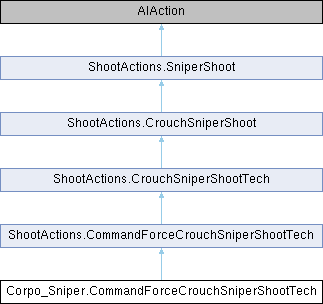 AIAction
ShootActions.SniperShoot
ShootActions.CrouchSniperShoot
ShootActions.CrouchSniperShootTech
ShootActions.CommandForceCrouchSniperShootTech
Corpo_Sniper.CommandForceCrouchSniperShootTech